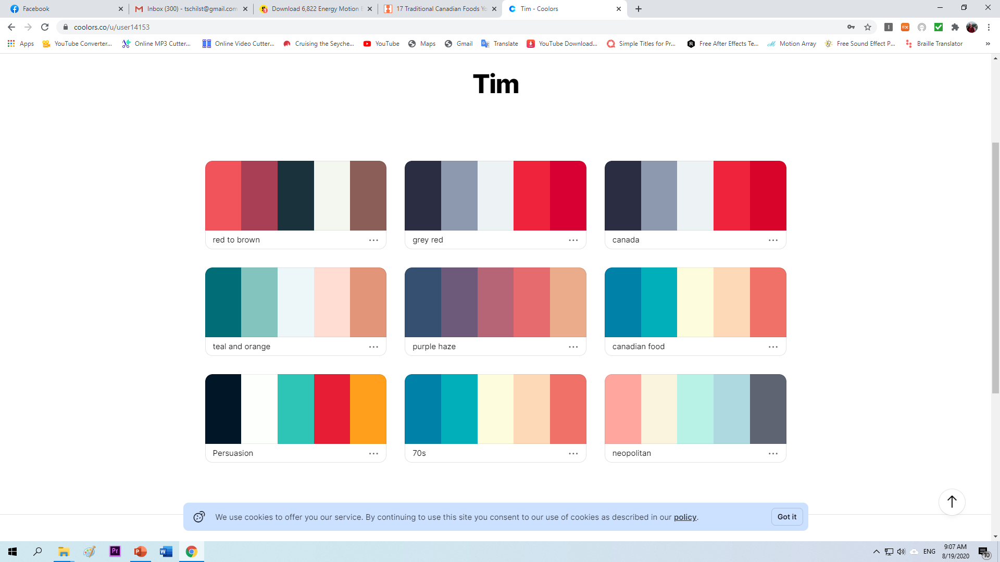 Facebook
Inbox (300) - tschilst@gmail.com
Download 6,822 Energy Motion
17 Traditional Canadian Foods Yo
Tim - Coolors
coolors.co/u/user14153
Apps
YouTube Converter...
Online MP3 Cutter...
Online Video Cutter...
Cruising the Seyche...
YouTube
Maps
Gmail
Translate
YouTube Download...
Simple Titles for Pr...
Free After Effects Te...
Motion Array
Free Sound Effect P...
Braille Translator
»
Tim
red to brown
grey red
canada
teal and orange
purple haze
canadian food
Persuasion
70s
neopolitan
We use cookies to offer you our service. By continuing to use this site you consent to our use of cookies as described in our policy.
Got it
Pr
ENG
9:07 AM
8/19/2020
10